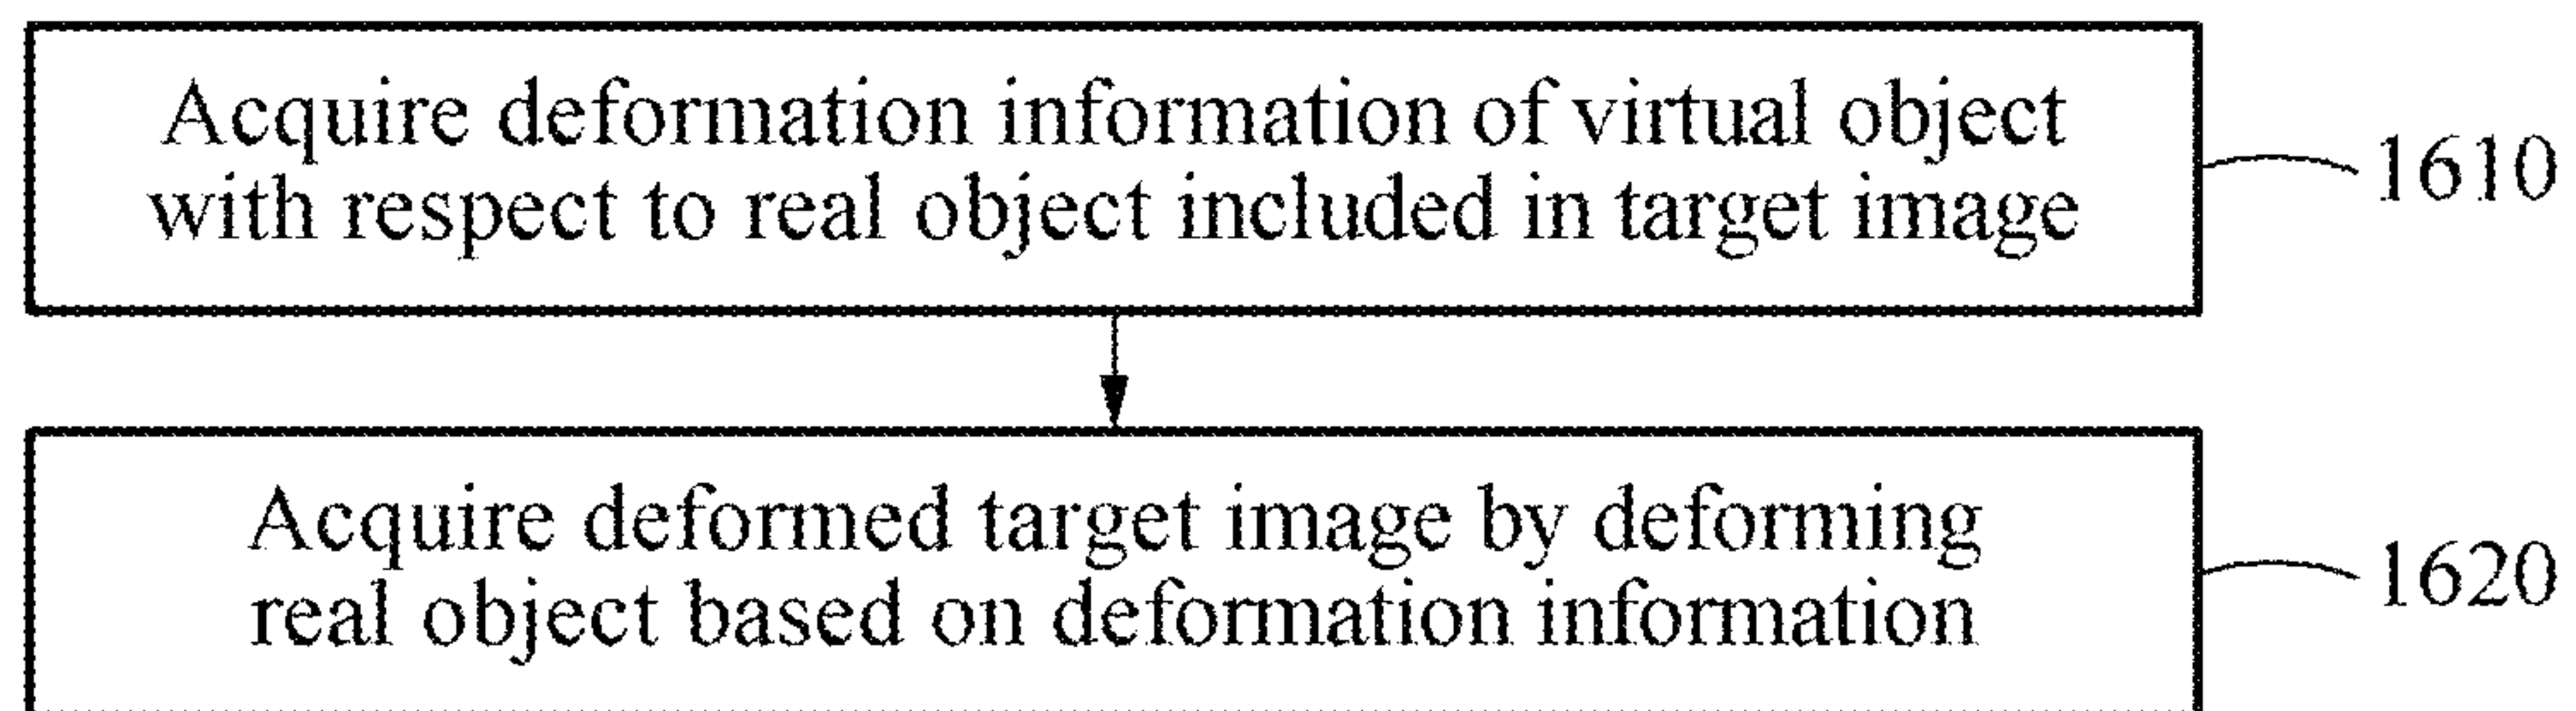 Acquire deformation information of virtual object
with respect to real object included in target image
1610
Acquire deformed target image by deforming
real object based on deformation information
1620